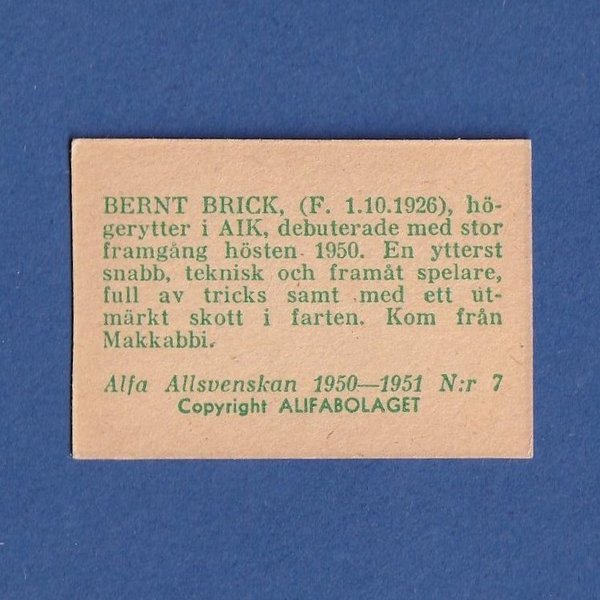 BERNT BRICK, (F. 1.10.1926), hö-
gerytter i AIK, debuterade med stor
framgång hösten 1950. En ytterst
snabb, teknisk och framåt spelare,
full av tricks samt med ett út-
märkt skott i farten. Kom från
Makkabbi.
Alfa Allsvenskan 1950—1951 N:r 7
Copyright ALIFABOLAGET